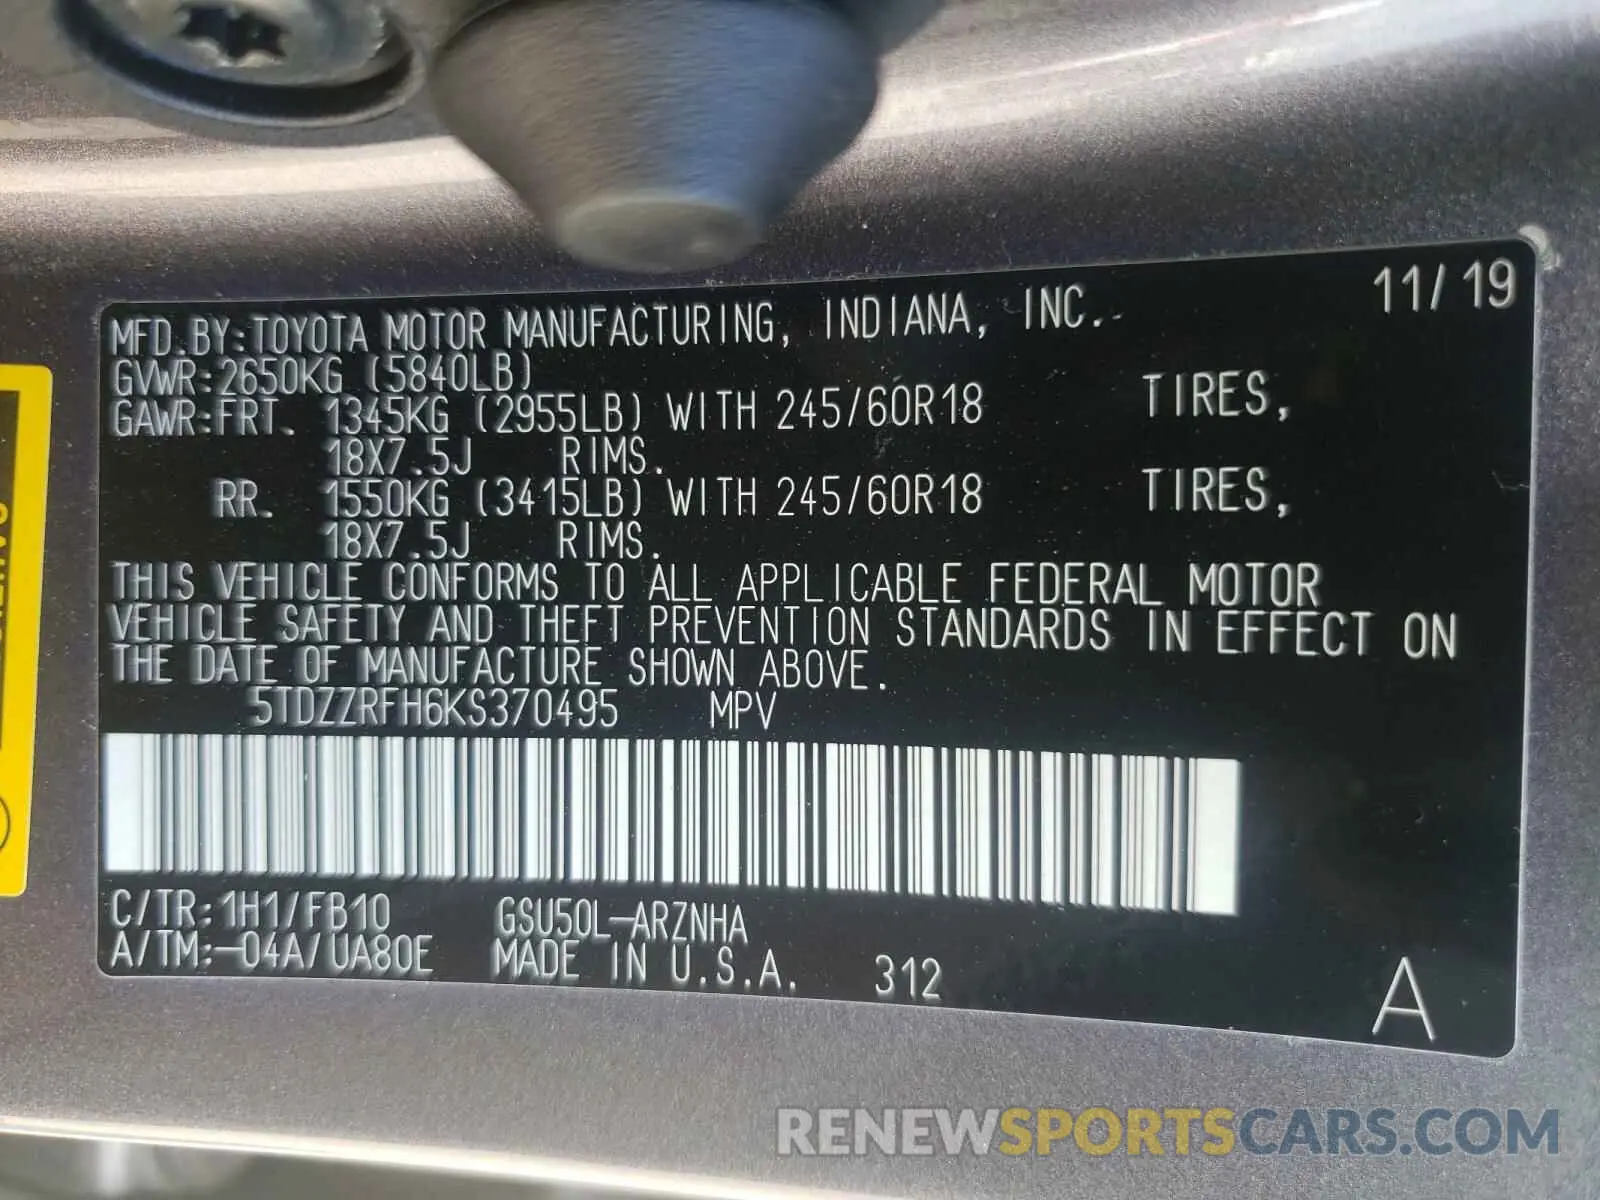 11/19
MFD.BY:TOYOTA MOTOR MANUFACTURING, INDIANA, INC.
GVWR:2650KG (5840LB)
GAWR:FRT. 1345KG (2955LB) WITH 245/60R18 TIRES,
18X7.5J RIMS.
RR. 1550KG (3415LB) WITH 245/60R18 TIRES,
18X7.5J RIMS.
THIS VEHICLE CONFORMS TO ALL APPLICABLE FEDERAL MOTOR
VEHICLE SAFETY AND THEFT PREVENTION STANDARDS IN EFFECT ON
THE DATE OF MANUFACTURE SHOWN ABOVE.
5TDZZRFH6KS370495 MPV
C/TR:1H1/FB10 GSU50L-ARZNHA
A/TM:-04A/UA80E MADE IN U.S.A. 312 A
RENEWSPORTSCARS.COM